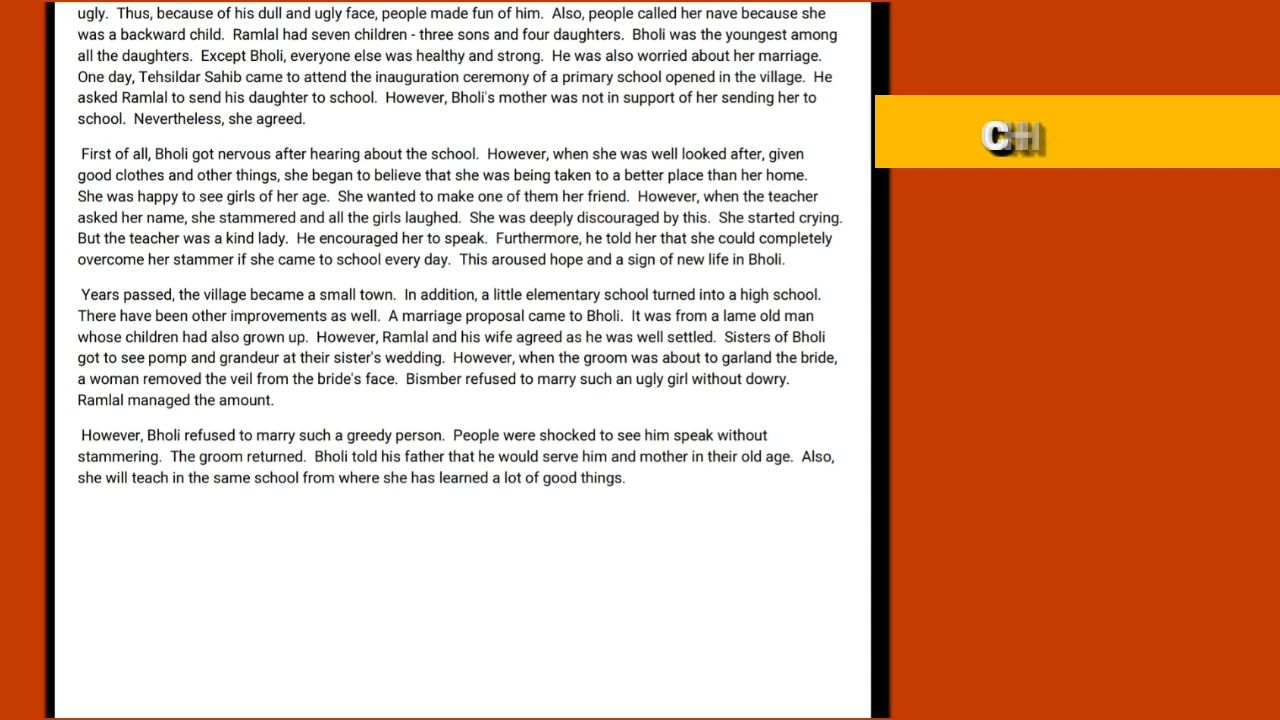 ugly. Thus, because of his dull and ugly face, people made fun of him. Also, people called her nave because she
was a backward child. Ramlal had seven children - three sons and four daughters. Bholi was the youngest among
all the daughters. Except Bholi, everyone else was healthy and strong. He was also worried about her marriage.
One day, Tehsildar Sahib came to attend the inauguration ceremony of a primary school opened in the village. He
asked Ramlal to send his daughter to school. However, Bholi's mother was not in support of her sending her to
school. Nevertheless, she agreed.
First of all, Bholi got nervous after hearing about the school. However, when she was well looked after, given
good clothes and other things, she began to believe that she was being taken to a better place than her home.
She was happy to see girls of her age. She wanted to make one of them her friend. However, when the teacher
asked her name, she stammered and all the girls laughed. She was deeply discouraged by this. She started crying.
But the teacher was a kind lady. He encouraged her to speak. Furthermore, he told her that she could completely
overcome her stammer if she came to school every day. This aroused hope and a sign of new life in Bholi.
Years passed, the village became a small town. In addition, a little elementary school turned into a high school.
There have been other improvements as well. A marriage proposal came to Bholi. It was from a lame old man
whose children had also grown up. However, Ramlal and his wife agreed as he was well settled. Sisters of Bholi
got to see pomp and grandeur at their sister's wedding. However, when the groom was about to garland the bride,
a woman removed the veil from the bride's face. Bismber refused to marry such an ugly girl without dowry.
Ramlal managed the amount.
However, Bholi refused to marry such a greedy person. People were shocked to see him speak without
stammering. The groom returned. Bholi told his father that he would serve him and mother in their old age. Also,
she will teach in the same school from where she has learned a lot of good things.
CH